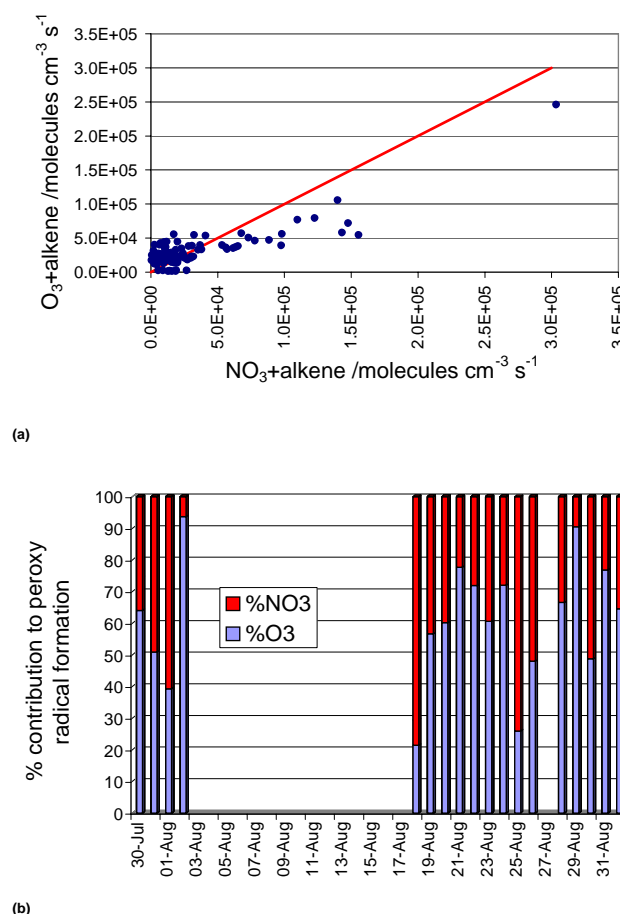 3.5E+05
3.0E+05
2.5E+05
2.0E+05
1.5E+05
1.0E+05
5.0E+04
0.0E+00
O3+alkene /molecules cm-3 s-1
0.0E+00
5.0E+04
1.0E+05
1.5E+05
2.0E+05
2.5E+05
3.0E+05
3.5E+05
NO3+alkene /molecules cm-3 s-1
(a)
100
90
80
70
60
50
40
30
20
10
0
% contribution to peroxy
radical formation
%NO3
%O3
30-Jul
01-Aug
03-Aug
05-Aug
07-Aug
09-Aug
11-Aug
13-Aug
15-Aug
17-Aug
19-Aug
21-Aug
23-Aug
25-Aug
27-Aug
29-Aug
31-Aug
(b)